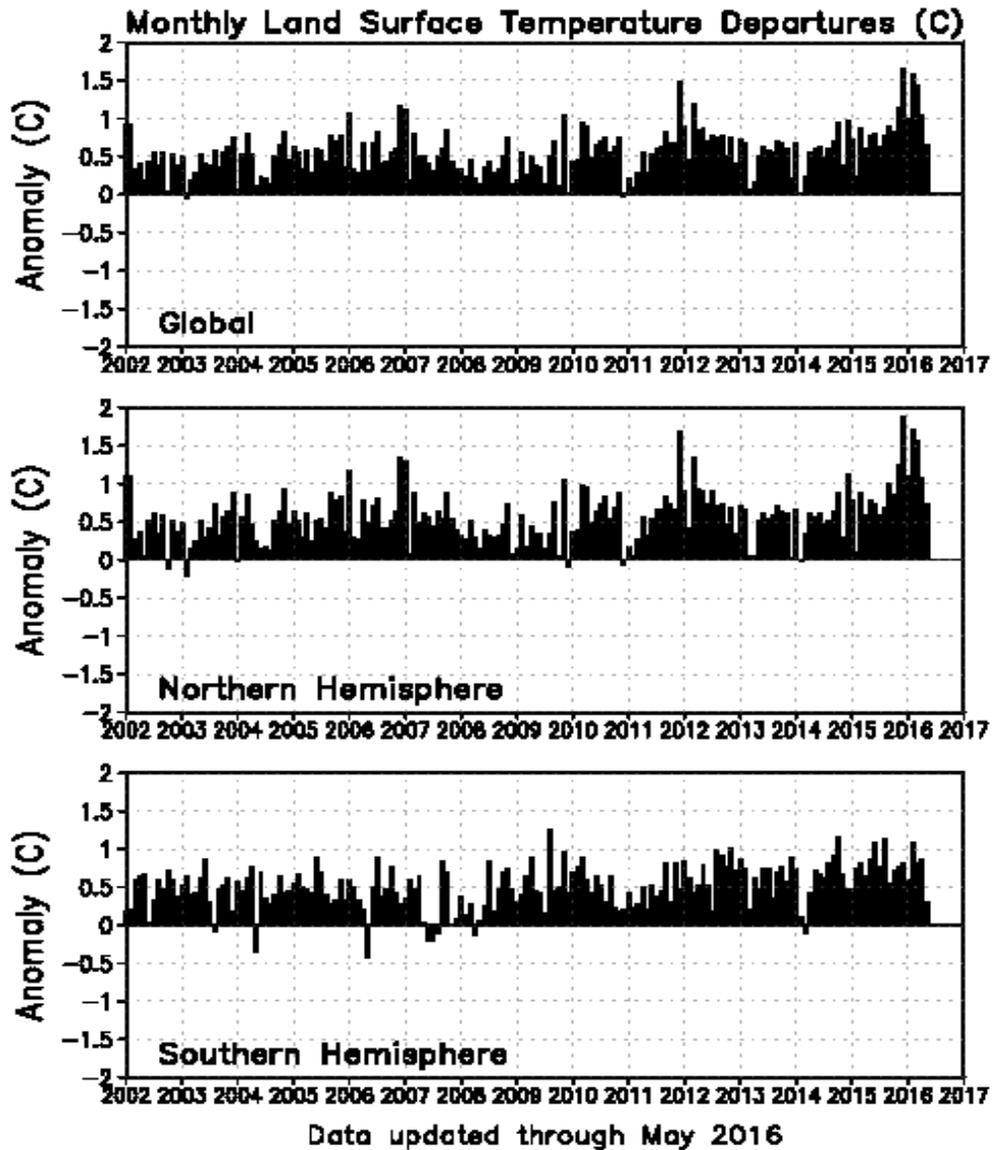 Monthly Land Surface Temperature Departures (C)
Anomaly (C)
2
1.5
1
0.5
0
−0.5
−1
−1.5
−2
Global
2002 2003 2004 2005 2006 2007 2008 2009 2010 2011 2012 2013 2014 2015 2016 2017
Anomaly (C)
2
1.5
1
0.5
0
−0.5
−1
−1.5
−2
Northern Hemisphere
2002 2003 2004 2005 2006 2007 2008 2009 2010 2011 2012 2013 2014 2015 2016 2017
Anomaly (C)
2
1.5
1
0.5
0
−0.5
−1
−1.5
−2
Southern Hemisphere
2002 2003 2004 2005 2006 2007 2008 2009 2010 2011 2012 2013 2014 2015 2016 2017
Data updated through May 2016